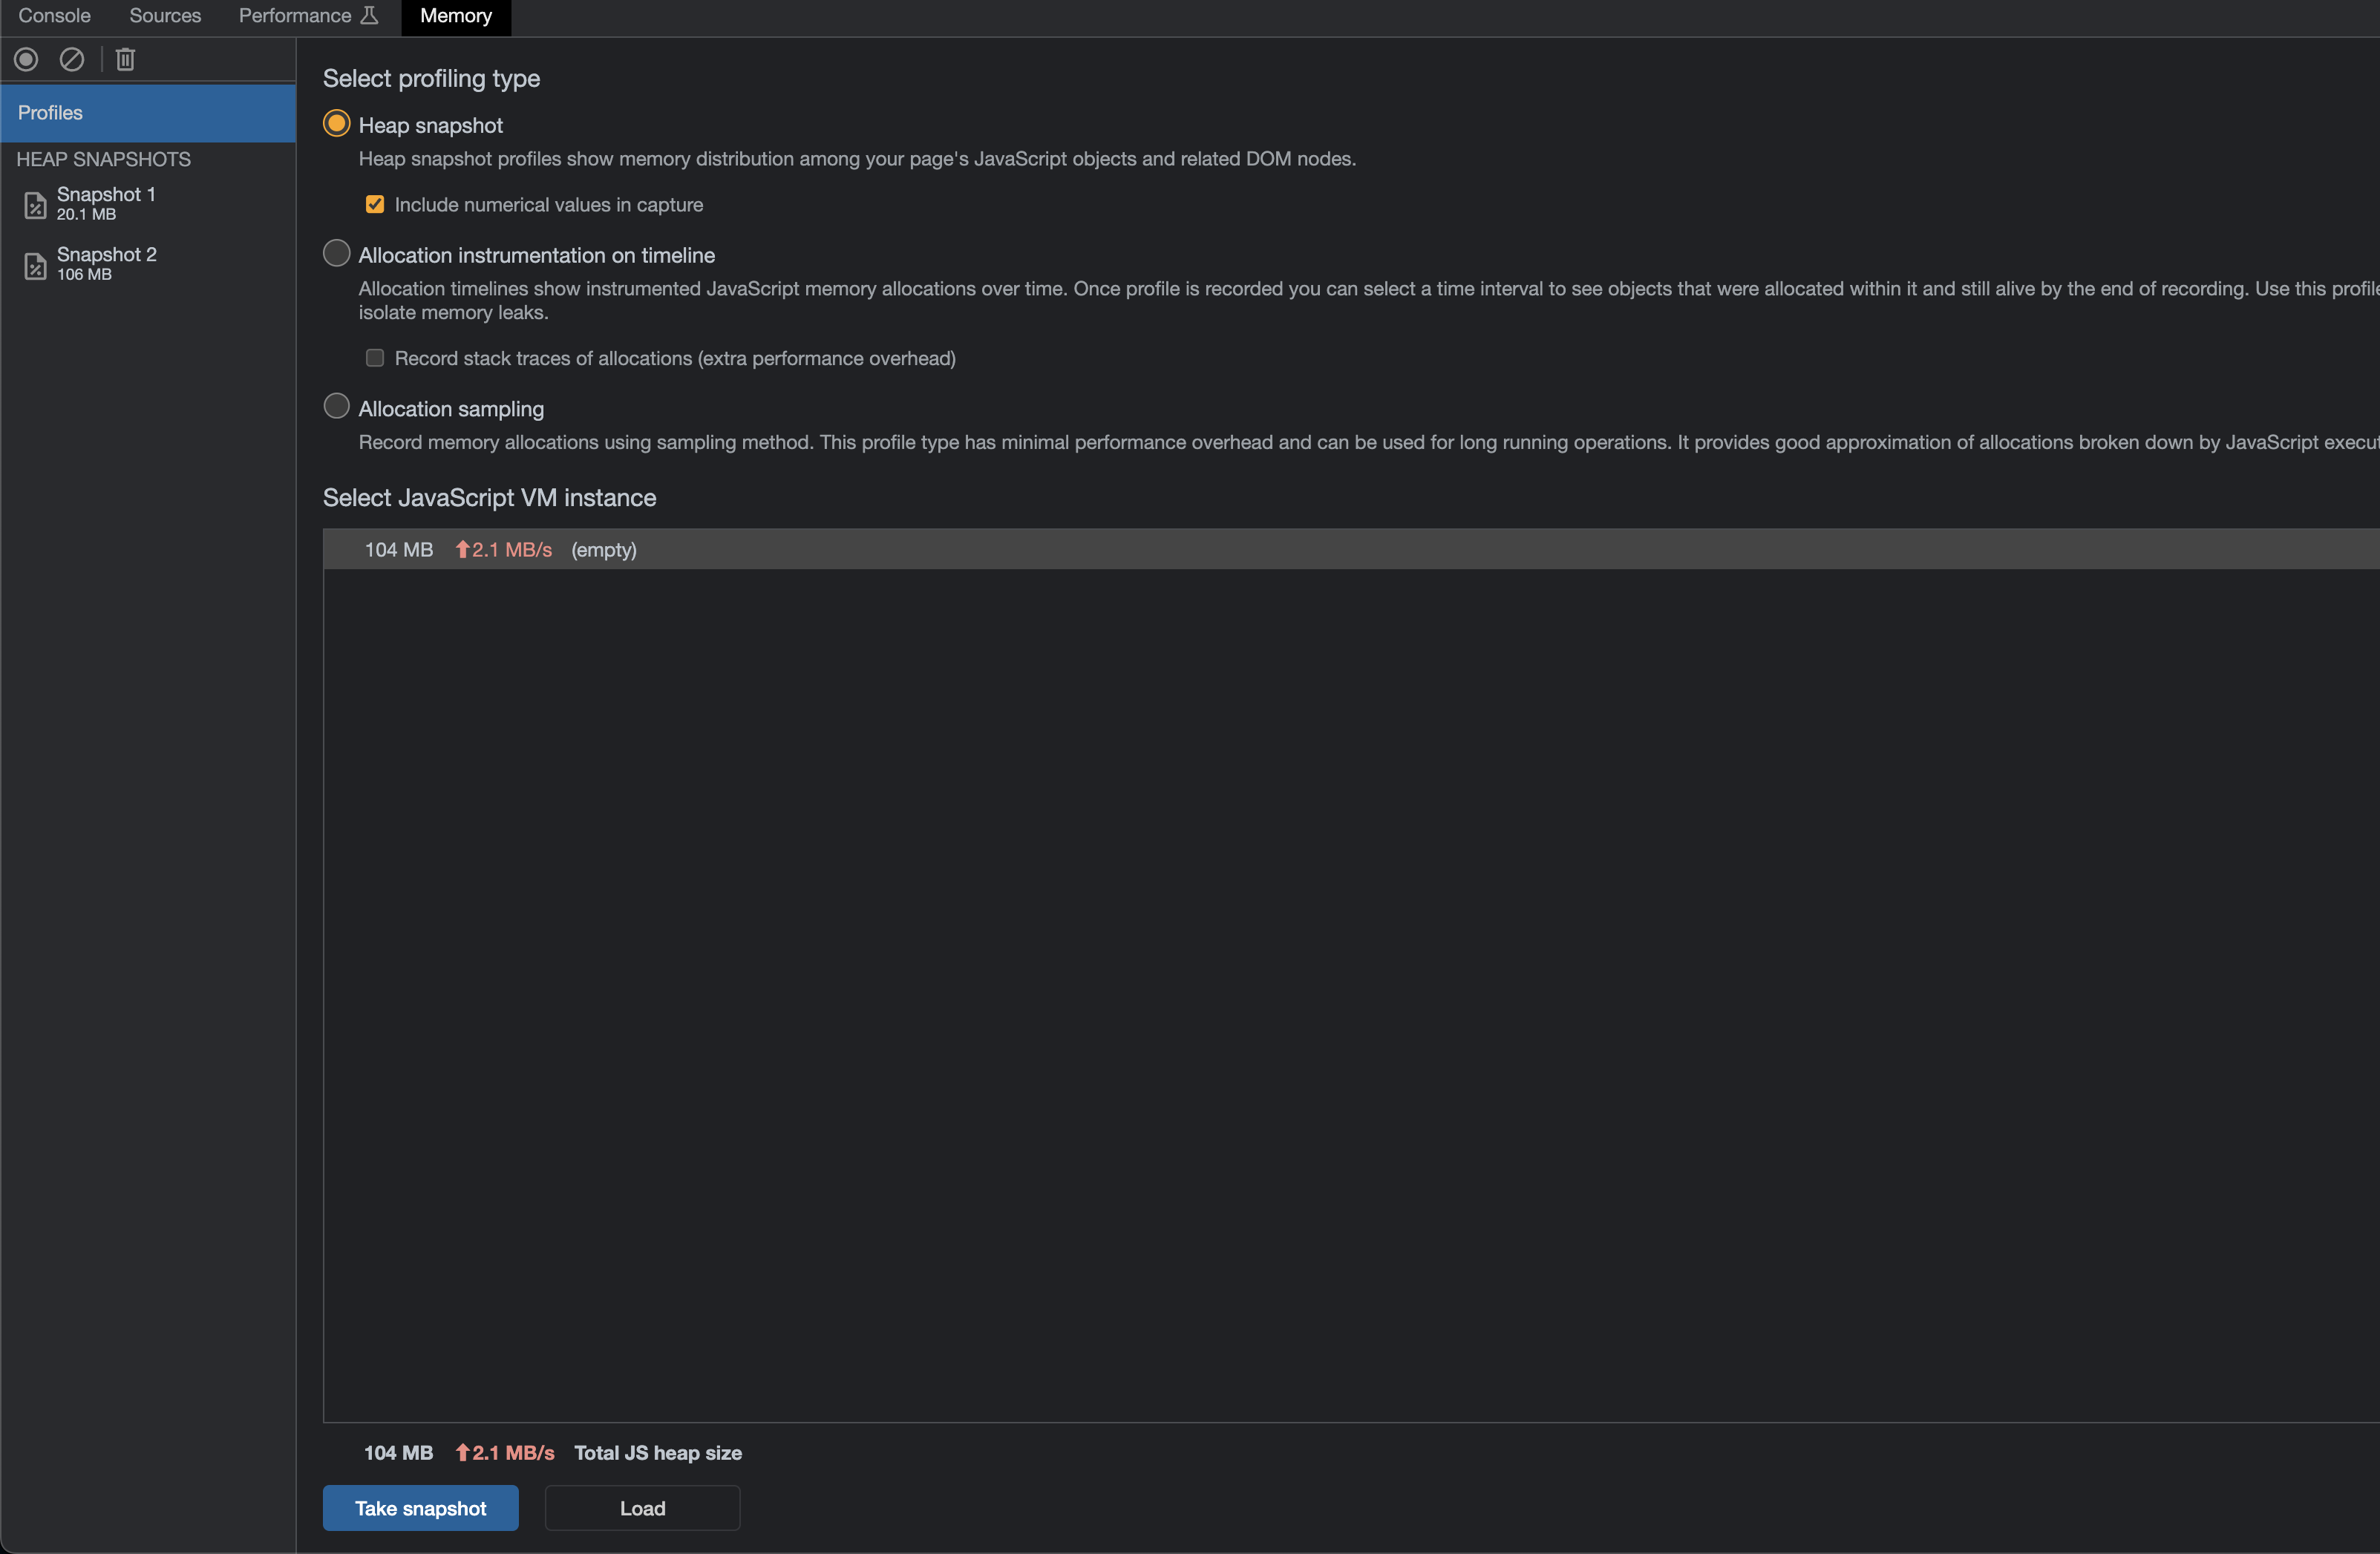 Console Sources Performance Memory
Profiles
HEAP SNAPSHOTS
Snapshot 1
20.1 MB
Snapshot 2
106 MB
Select profiling type
Heap snapshot
Heap snapshot profiles show memory distribution among your page's JavaScript objects and related DOM nodes.
Include numerical values in capture
Allocation instrumentation on timeline
Allocation timelines show instrumented JavaScript memory allocations over time. Once profile is recorded you can select a time interval to see objects that were allocated within it and still alive by the end of recording. Use this profile
isolate memory leaks.
Record stack traces of allocations (extra performance overhead)
Allocation sampling
Record memory allocations using sampling method. This profile type has minimal performance overhead and can be used for long running operations. It provides good approximation of allocations broken down by JavaScript execut
Select JavaScript VM instance
104 MB 2.1 MB/s (empty)
104 MB 2.1 MB/s Total JS heap size
Take snapshot Load